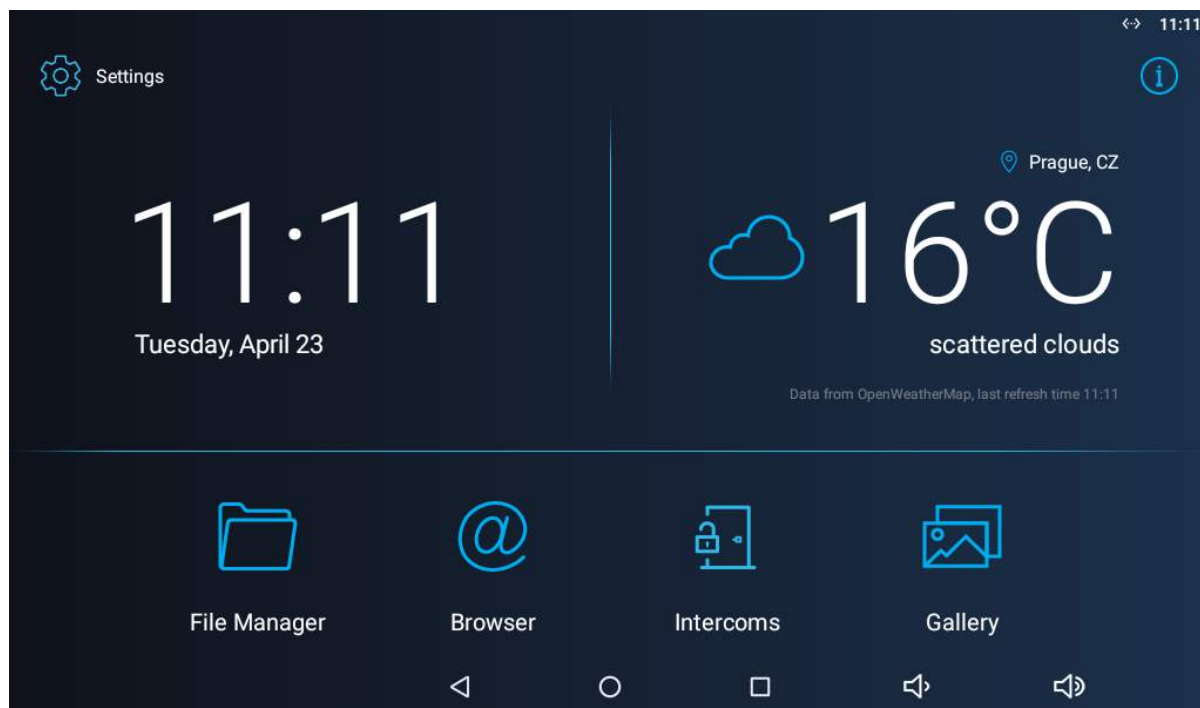 11:11
Settings
Prague, CZ
11:11
16°C
Tuesday, April 23
scattered clouds
Data from OpenWeatherMap, last refresh time 11:11
File Manager
Browser
Intercoms
Gallery